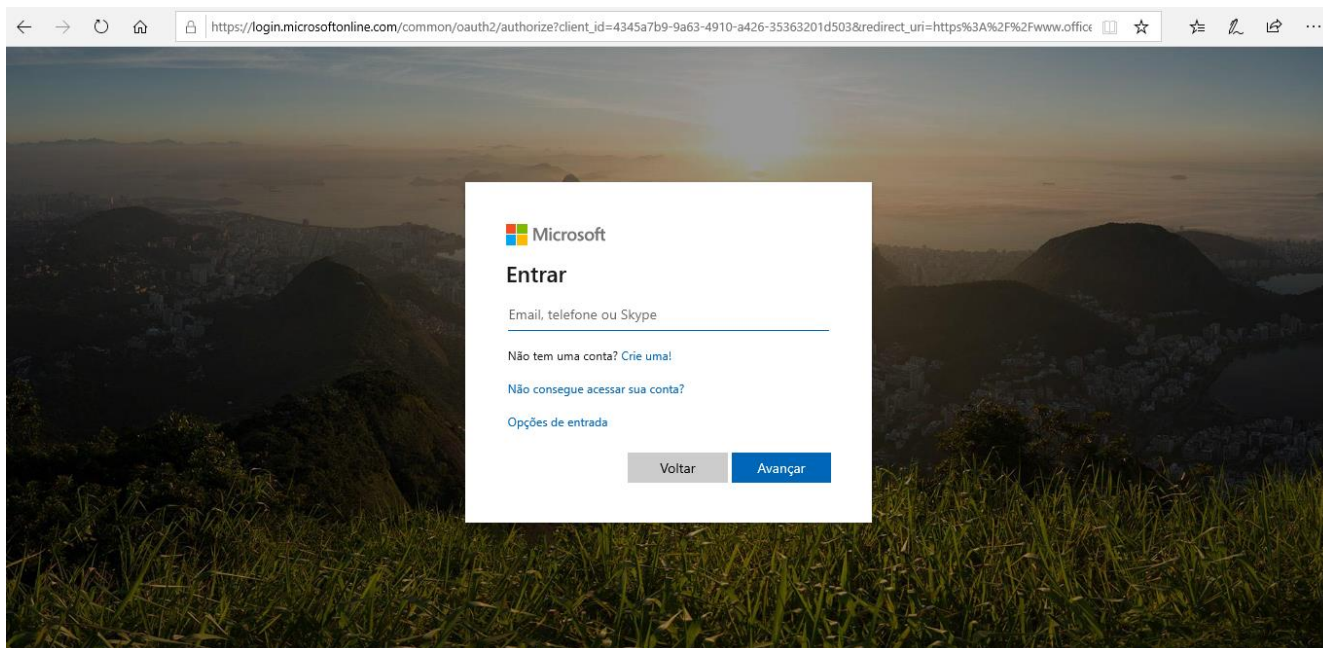 https://login.microsoftonline.com/common/oauth2/authorize?client_id=4345a7b9-9a63-4910-a426-35363201d503&redirect_uri=https%3A%2F%2Fwww.office
Microsoft
Entrar
Email, telefone ou Skype
Não tem uma conta? Crie uma!
Não consegue acessar sua conta?
Opções de entrada
Voltar Avançar